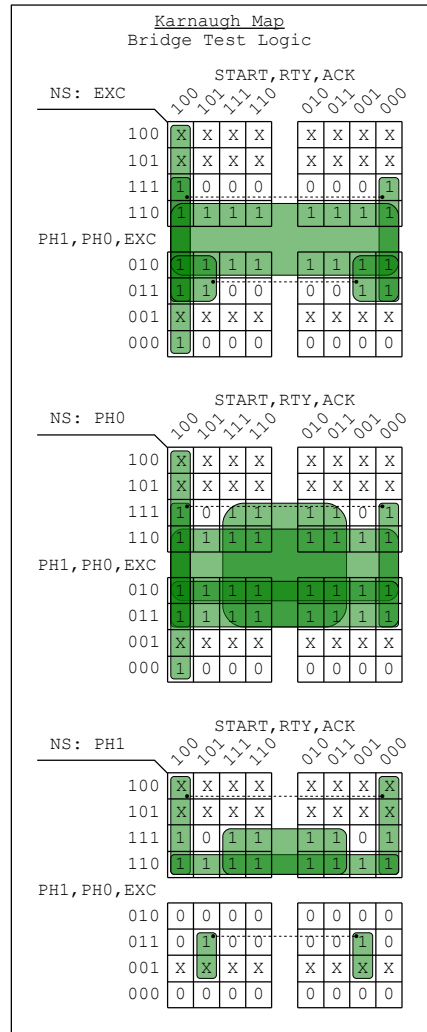 Karnaugh Map
Bridge Test Logic
START,RTY,ACK
NS: EXC
100 101 111 110 010 011 001 000
100 X X X X X X X X
101 X X X X X X X X
111 1 0 0 0 0 0 0 1
110 1 1 1 1 1 1 1 1
PH1,PH0,EXC
010 1 1 1 1 1 1 1 1
011 1 1 0 0 0 0 1 1
001 X X X X X X X X
000 1 0 0 0 0 0 0 0
START,RTY,ACK
NS: PH0
100 101 111 110 010 011 001 000
100 X X X X X X X X
101 X X X X X X X X
111 1 0 1 1 1 1 0 1
110 1 1 1 1 1 1 1 1
PH1,PH0,EXC
010 1 1 1 1 1 1 1 1
011 1 1 1 1 1 1 1 1
001 X X X X X X X X
000 1 0 0 0 0 0 0 0
START,RTY,ACK
NS: PH1
100 101 111 110 010 011 001 000
100 X X X X X X X X
101 X X X X X X X X
111 1 0 1 1 1 1 0 1
110 1 1 1 1 1 1 1 1
PH1,PH0,EXC
010 0 0 0 0 0 0 0 0
011 0 1 0 0 0 0 1 0
001 X X X X X X X X
000 0 0 0 0 0 0 0 0